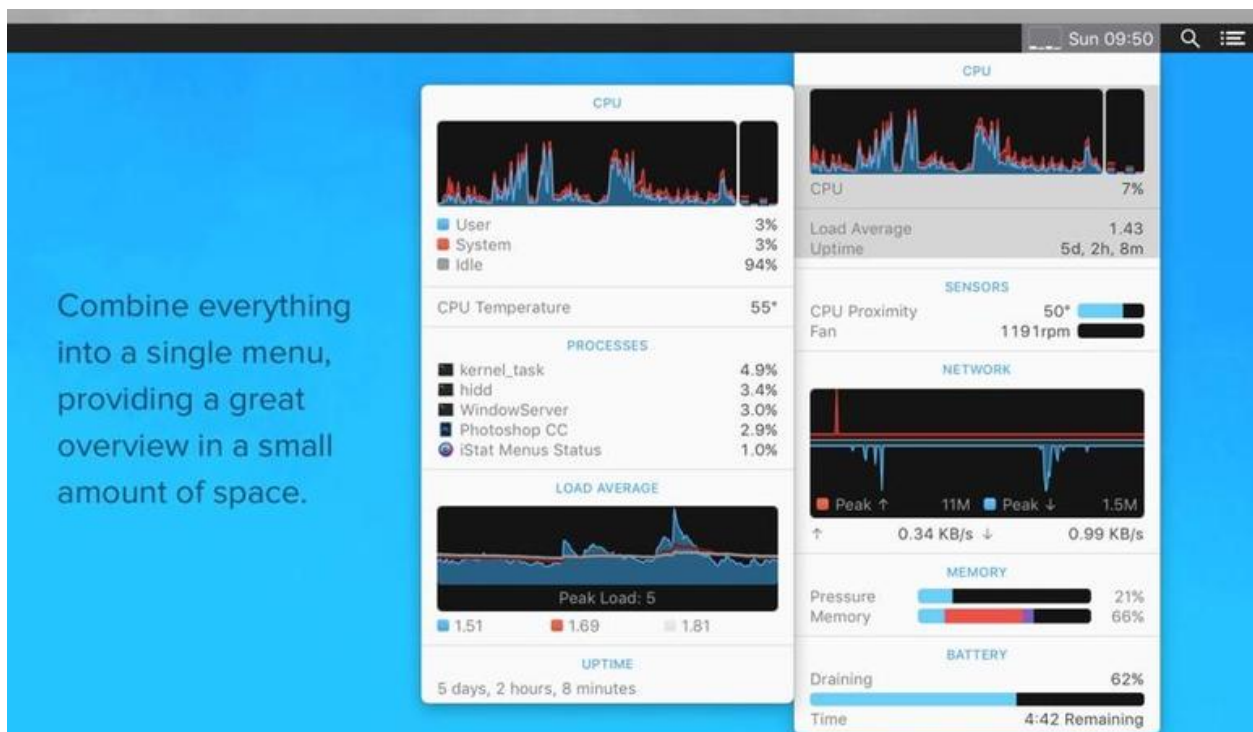 Sun 09:50
Combine everything
into a single menu,
providing a great
overview in a small
amount of space.
CPU
User 3%
System 3%
Idle 94%
CPU Temperature 55°
PROCESSES
kernel_task 4.9%
hidd 3.4%
WindowServer 3.0%
Photoshop CC 2.9%
iStat Menus Status 1.0%
LOAD AVERAGE
Peak Load: 5
1.51 1.69 1.81
UPTIME
5 days, 2 hours, 8 minutes
CPU
CPU 7%
Load Average 1.43
Uptime 5d, 2h, 8m
SENSORS
CPU Proximity 50°
Fan 1191rpm
NETWORK
Peak ↑ 11M Peak ↓ 1.5M
↑ 0.34 KB/s ↓ 0.99 KB/s
MEMORY
Pressure 21%
Memory 66%
BATTERY
Draining 62%
Time 4:42 Remaining